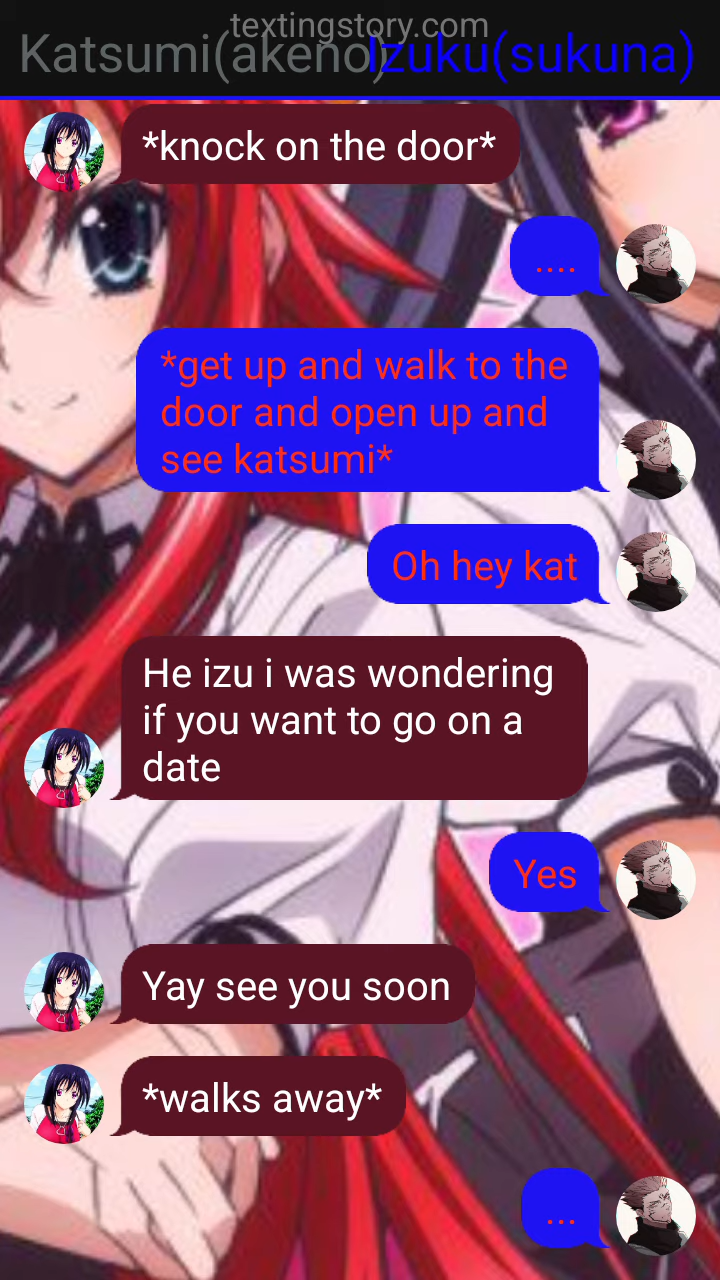 textingstory.com
Katsumi(akeno)
Izuku(sukuna)
*knock on the door*
....
*get up and walk to the
door and open up and
see katsumi*
Oh hey kat
He izu i was wondering
if you want to go on a
date
Yes
Yay see you soon
*walks away*
...